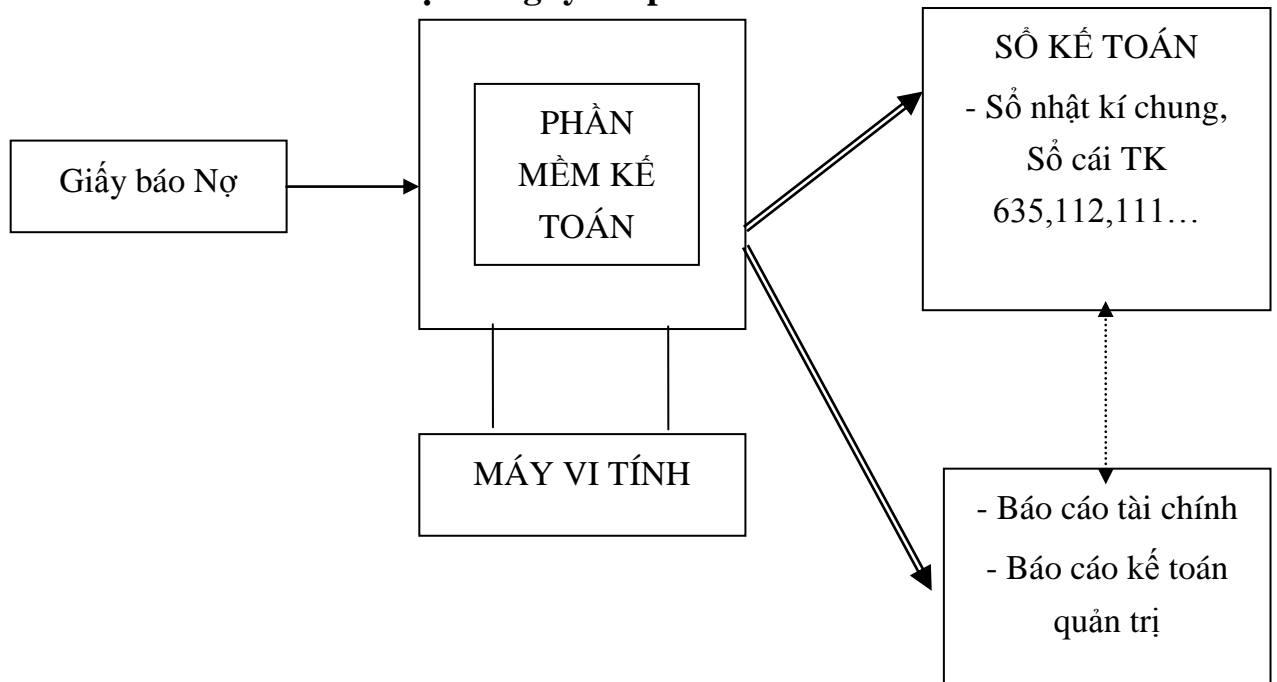 Giấy báo Nợ
PHẦN
MỀM KẾ
TOÁN
MÁY VI TÍNH
SỔ KẾ TOÁN
- Sổ nhật kí chung,
Sổ cái TK
635,112,111…
- Báo cáo tài chính
- Báo cáo kế toán
quản trị